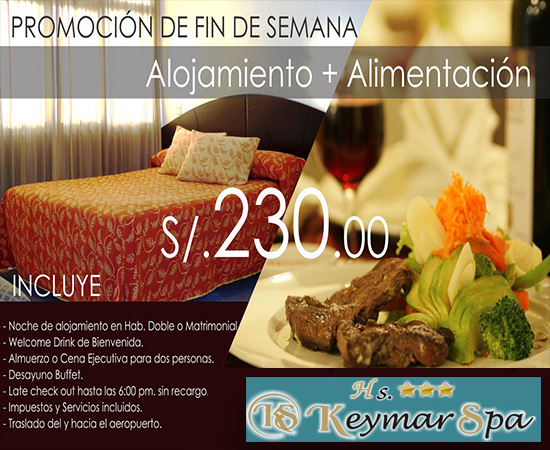 PROMOCIÓN DE FIN DE SEMANA
Alojamiento + Alimentación
S/.230.00
INCLUYE
- Noche de alojamiento en Hab. Doble o Matrimonial
- Welcome Drink de Bienvenida.
- Almuerzo o Cena Ejecutiva para dos personas.
- Desayuno Buffet.
- Late check out hasta las 6:00 pm. sin recargo.
- Impuestos y Servicios incluidos.
- Traslado del y hacia el aeropuerto.
Hs.
KS Keymar Spa